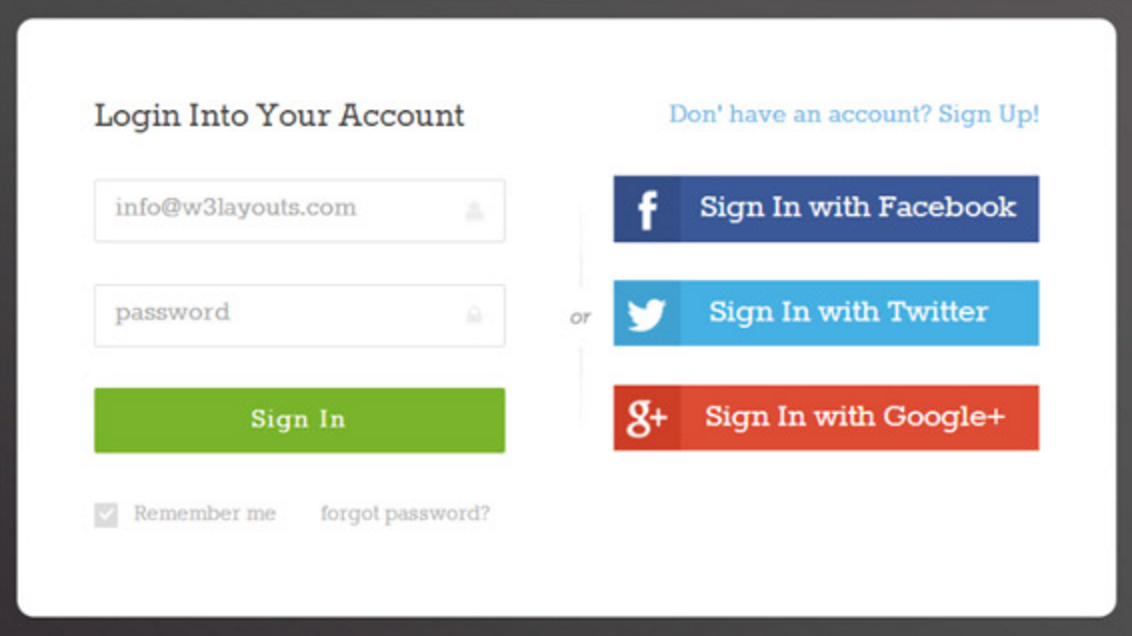 Login Into Your Account
info@w3layouts.com
password
Sign In
Remember me
forgot password?
or
Don' have an account? Sign Up!
f Sign In with Facebook
Sign In with Twitter
g+ Sign In with Google+